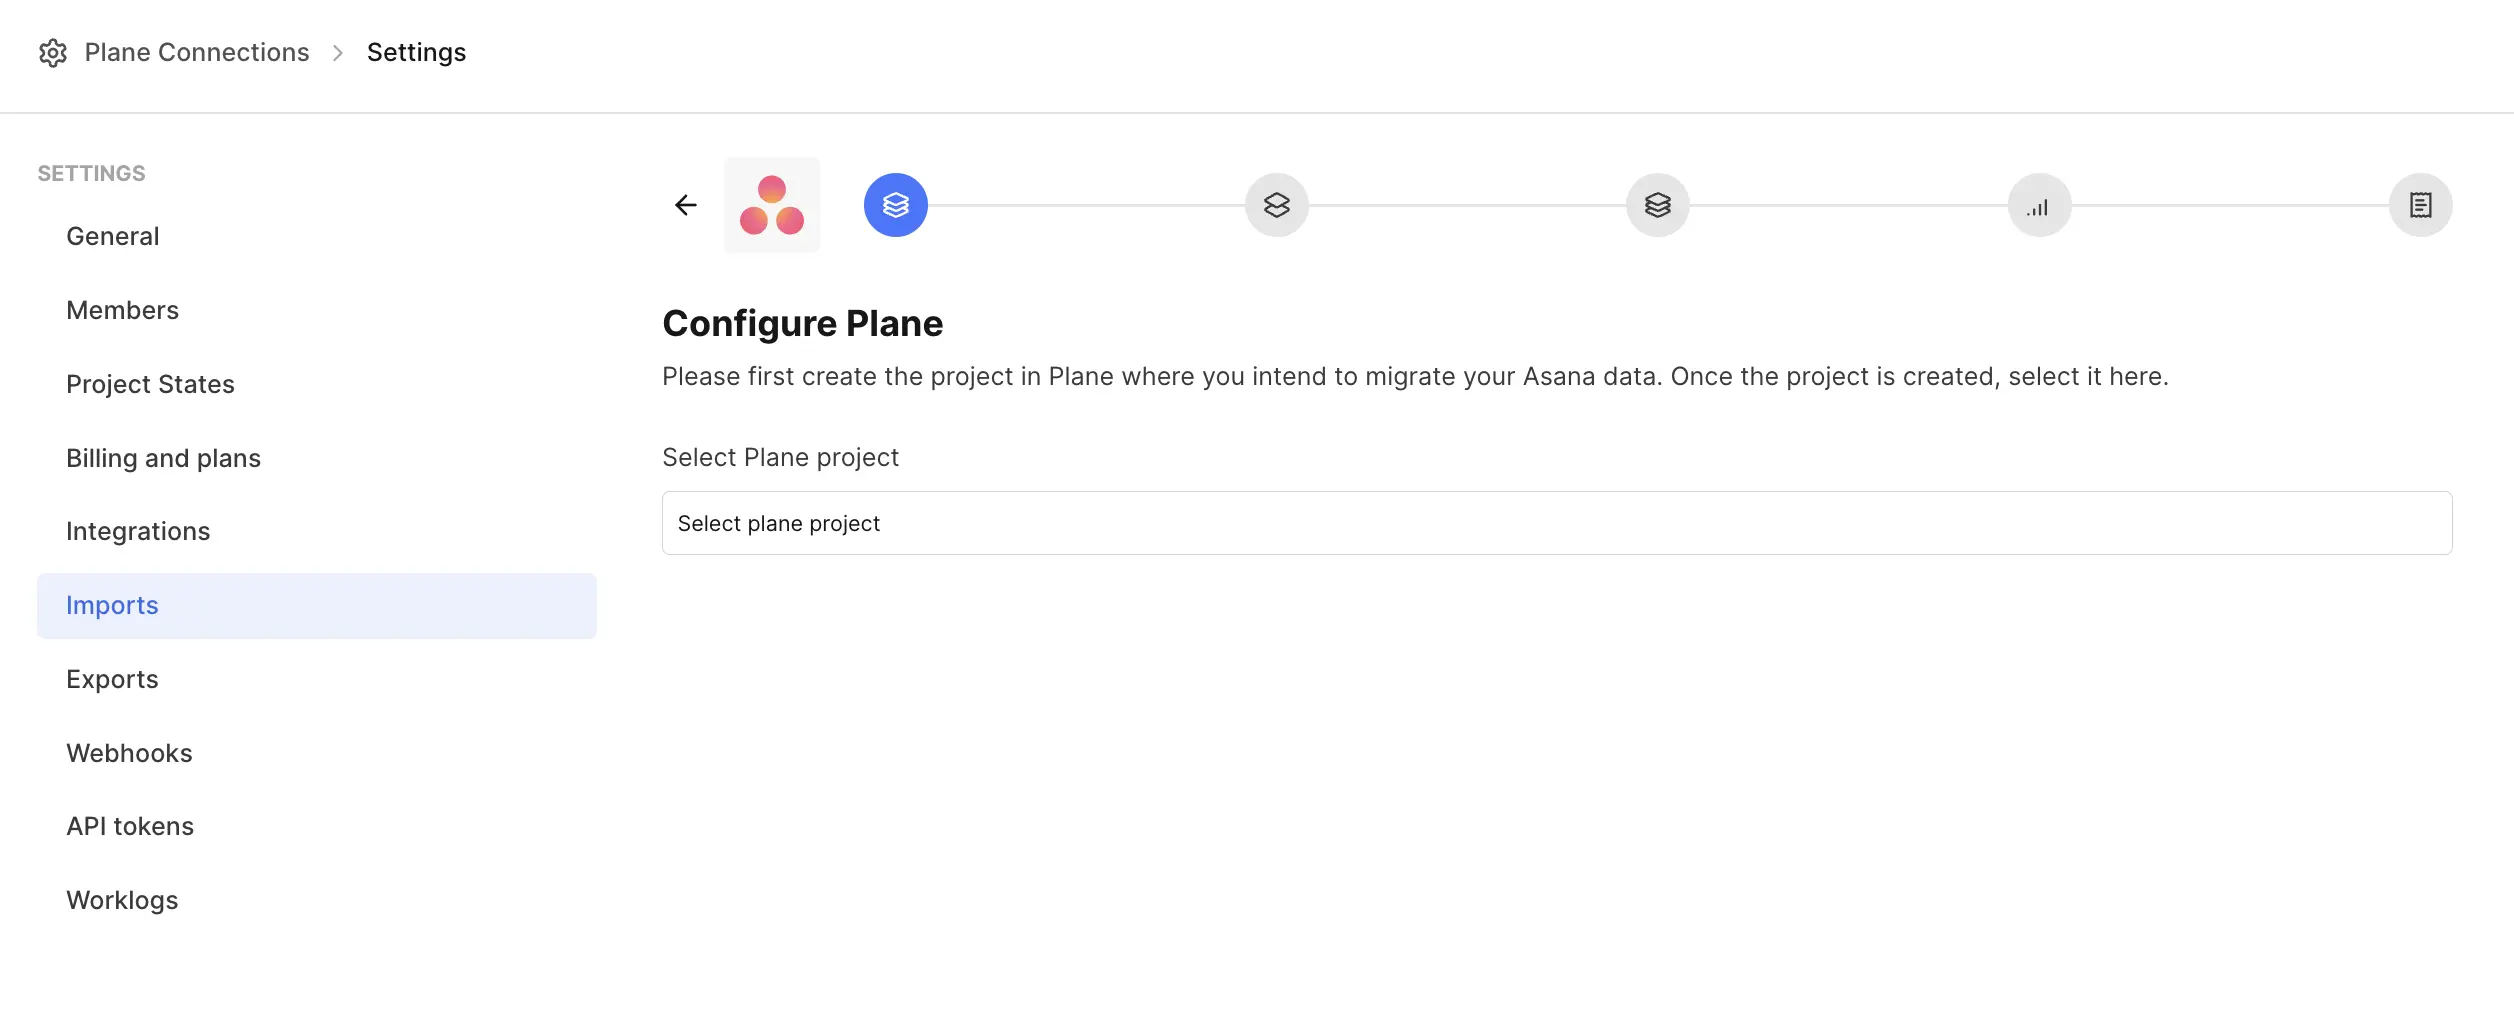 Plane Connections > Settings
SETTINGS
General
Members
Project States
Billing and plans
Integrations
Imports
Exports
Webhooks
API tokens
Worklogs
Configure Plane
Please first create the project in Plane where you intend to migrate your Asana data. Once the project is created, select it here.
Select Plane project
Select plane project